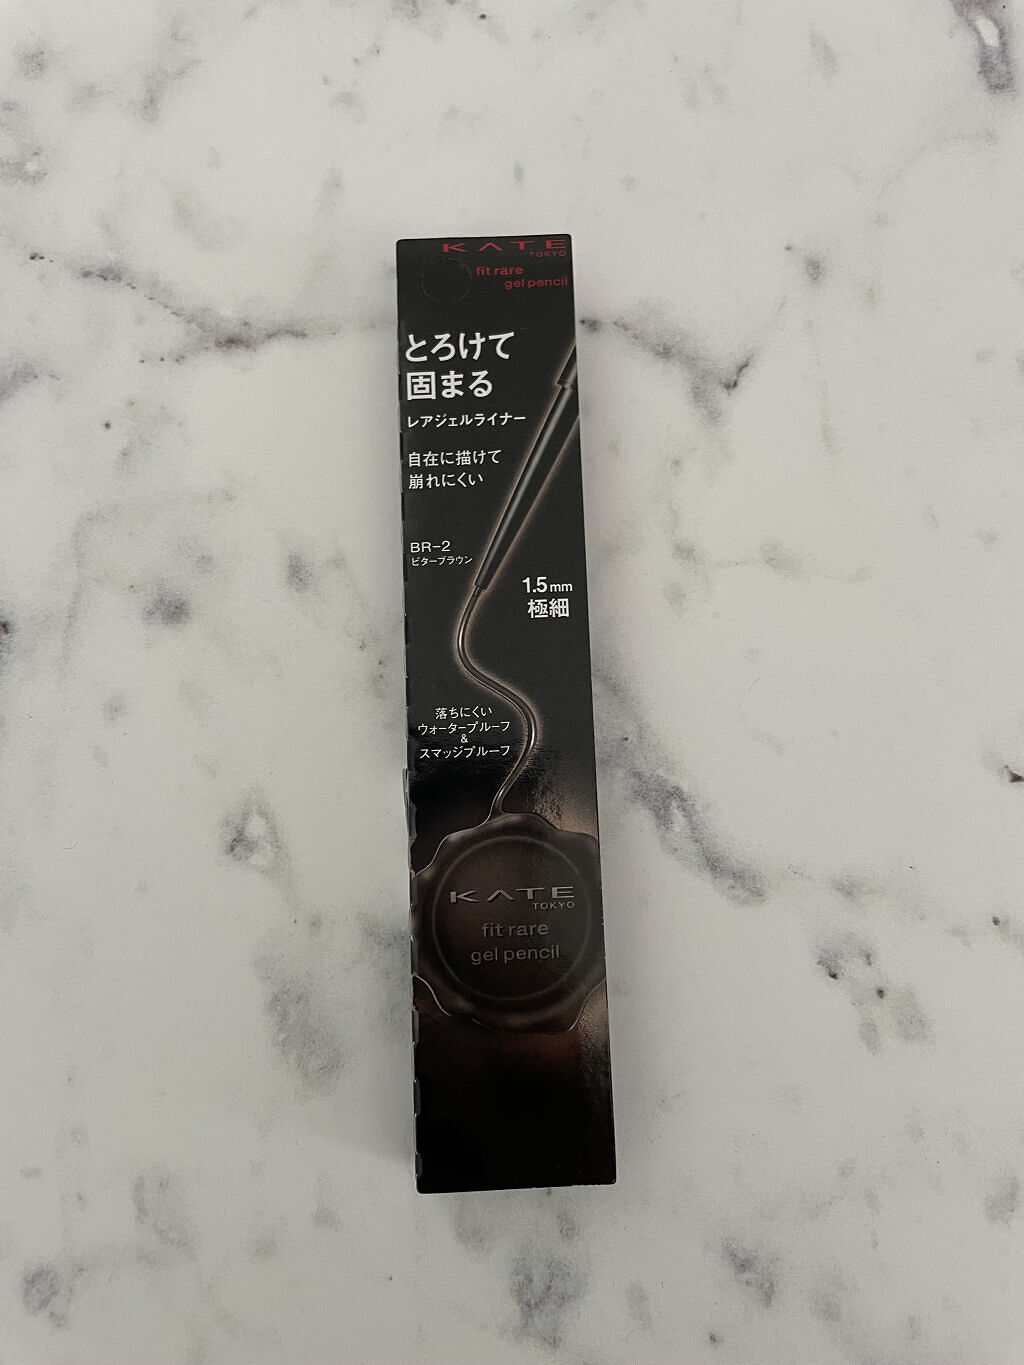 KATE
TOKYO
fit rare
gel pencil
とろけて
固まる
レアジェルライナー
自在に描けて
崩れにくい
BR-2
ビターブラウン
1.5mm
極細
落ちにくい
ウォータープルーフ
&
スマッジプルーフ
KATE
TOKYO
fit rare
gel pencil